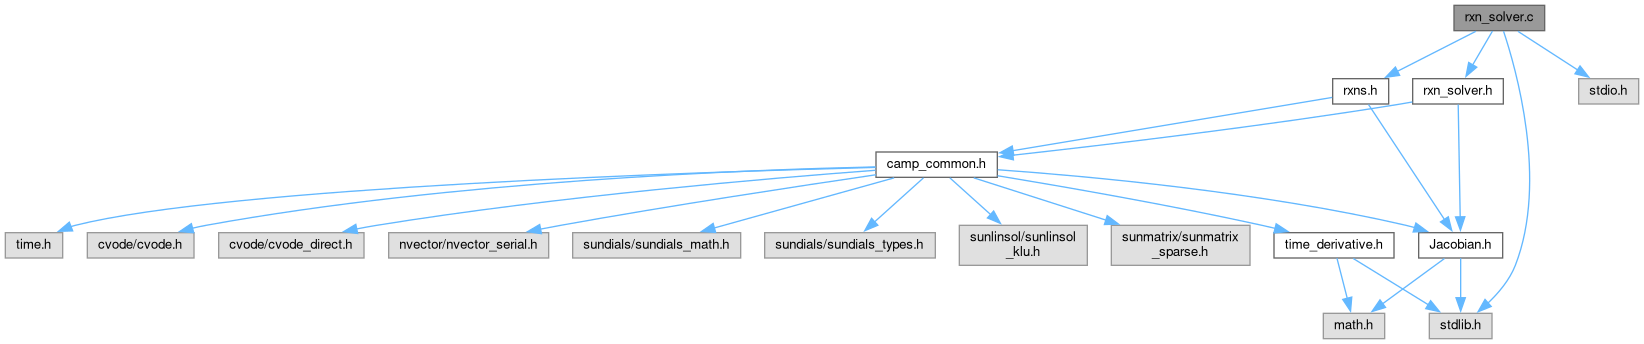 rxn_solver.c
rxns.h
rxn_solver.h
stdio.h
camp_common.h
time.h
cvode/cvode.h
cvode/cvode_direct.h
nvector/nvector_serial.h
sundials/sundials_math.h
sundials/sundials_types.h
sunlinsol/sunlinsol
_klu.h
sunmatrix/sunmatrix
_sparse.h
time_derivative.h
Jacobian.h
math.h
stdlib.h